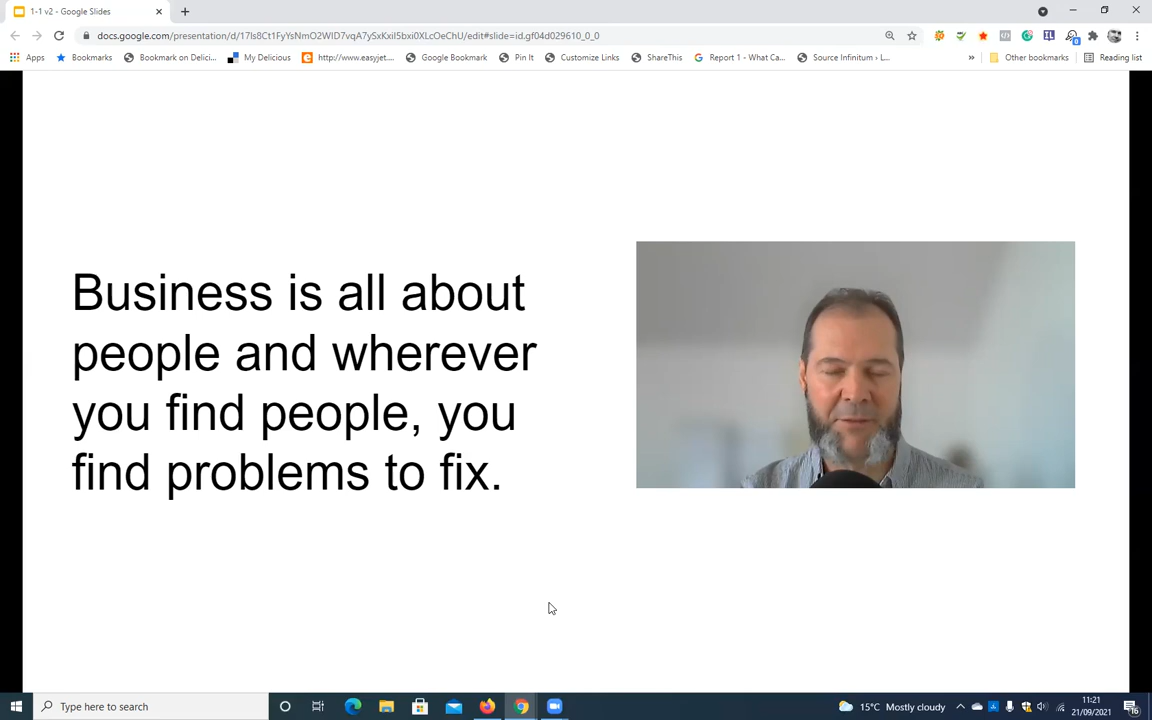 1-1 v2 - Google Slides
docs.google.com/presentation/d/17Is8Ct1FyYsNmO2WID7vqA7ySxKxiI5bxi0XLcOeChU/edit#slide=id.gf04d029610_0_0
Apps Bookmarks Bookmark on Delici... My Delicious http://www.easyjet.... Google Bookmark Pin It Customize Links ShareThis Report 1 - What Ca... Source Infinitum › L... » Other bookmarks Reading list
Business is all about
people and wherever
you find people, you
find problems to fix.
Type here to search
15°C Mostly cloudy
11:21
21/09/2021
16